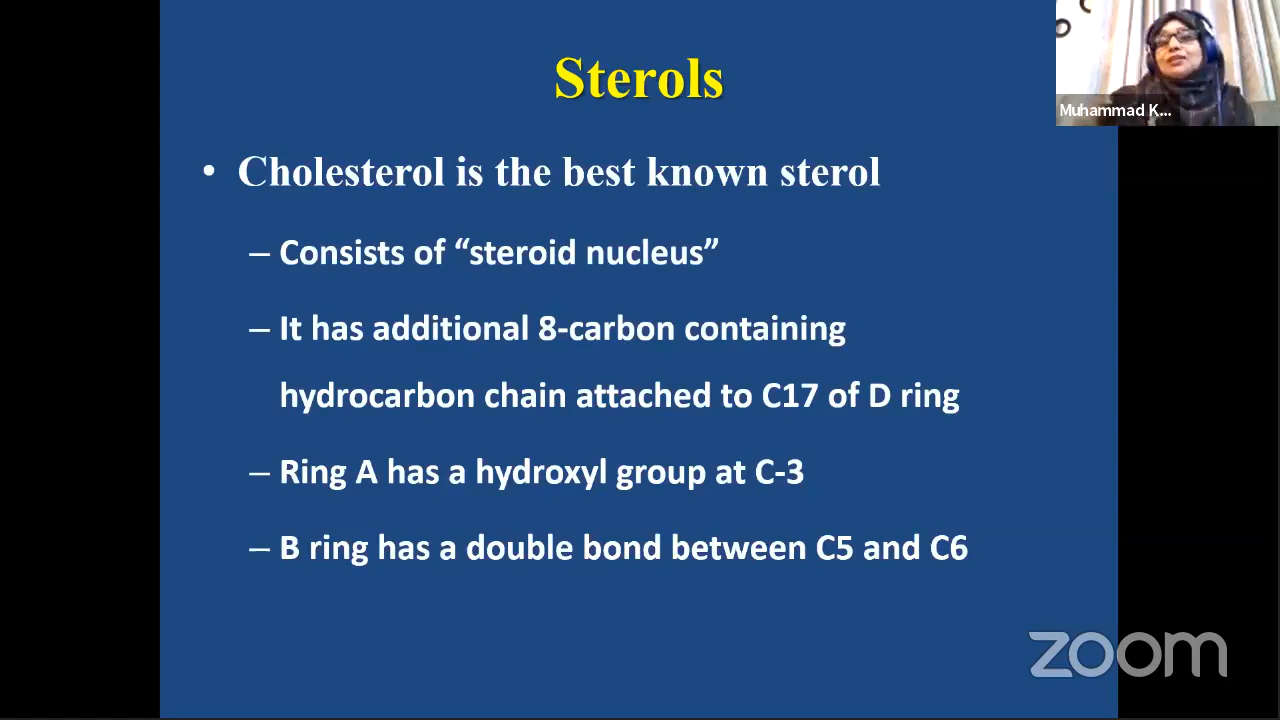 Sterols
Muhammad K...
• Cholesterol is the best known sterol
– Consists of “steroid nucleus”
– It has additional 8-carbon containing
hydrocarbon chain attached to C17 of D ring
– Ring A has a hydroxyl group at C-3
– B ring has a double bond between C5 and C6
zoom